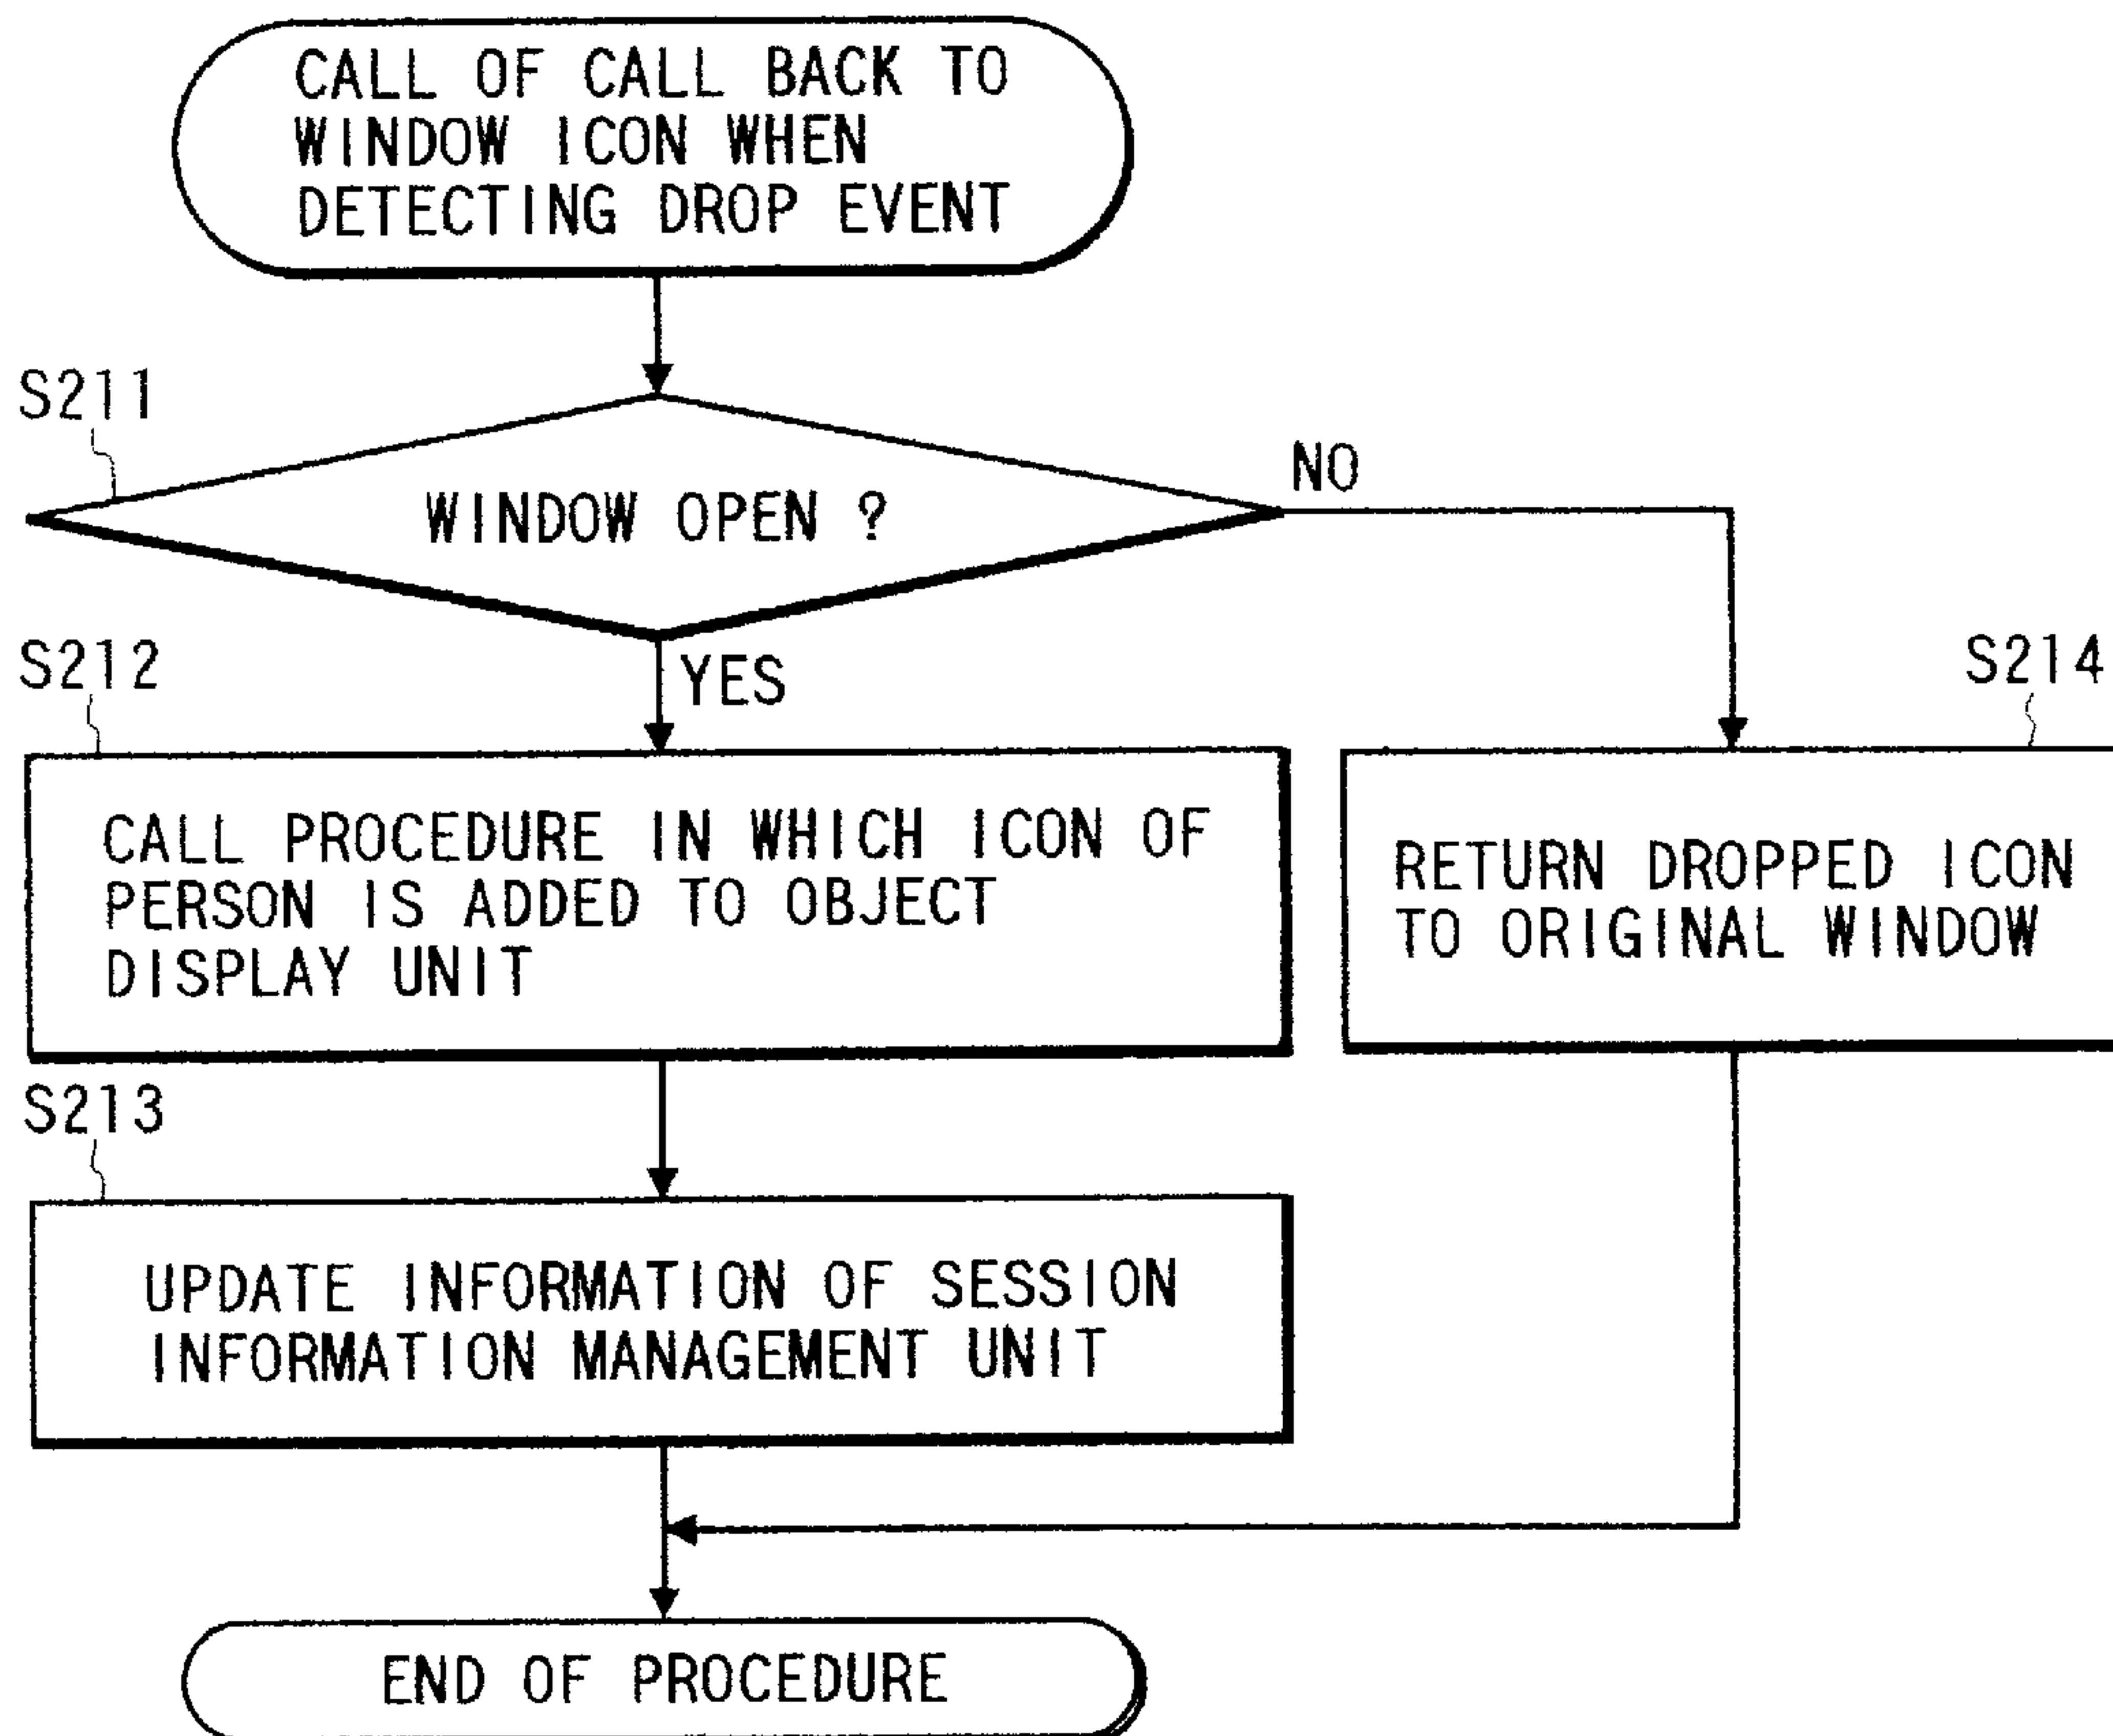 CALL OF CALL BACK TO
WINDOW ICON WHEN
DETECTING DROP EVENT
S211
WINDOW OPEN ?
NO
YES
S212
CALL PROCEDURE IN WHICH ICON OF
PERSON IS ADDED TO OBJECT
DISPLAY UNIT
S214
RETURN DROPPED ICON
TO ORIGINAL WINDOW
S213
UPDATE INFORMATION OF SESSION
INFORMATION MANAGEMENT UNIT
END OF PROCEDURE